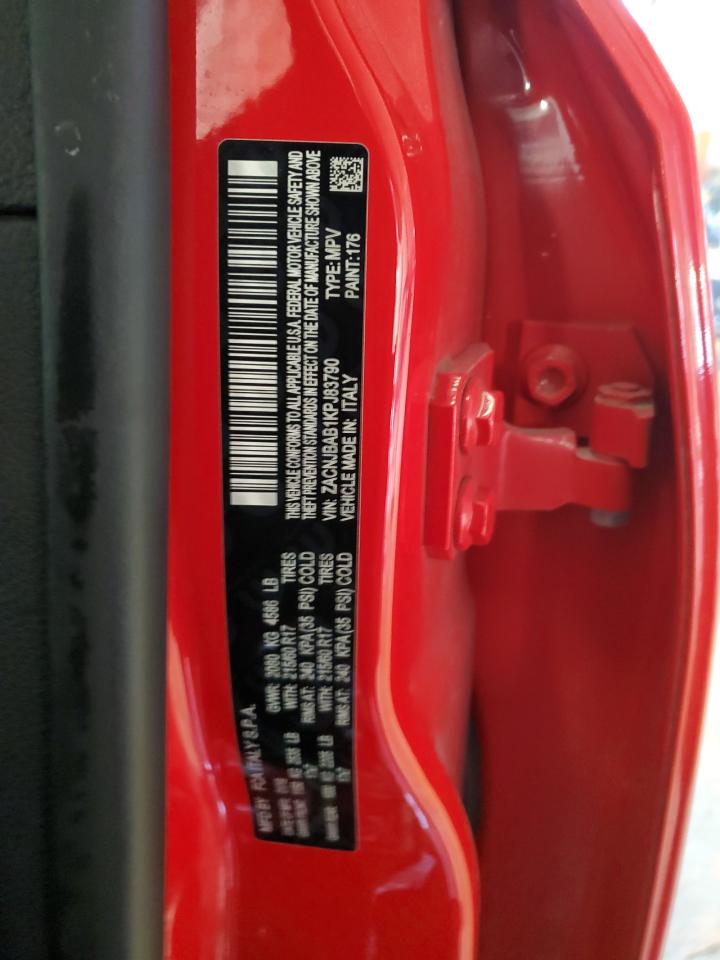 MFD BY FCA ITALY S.P.A.
GVWR: 2080 KG 4586 LB
WITH: 215/60 R17 TIRES
RIMS AT: 240 KPA(35 PSI) COLD
WITH: 215/60 R17 TIRES
RIMS AT: 240 KPA(35 PSI) COLD
THIS VEHICLE CONFORMS TO ALL APPLICABLE U.S.A. FEDERAL MOTOR VEHICLE SAFETY AND
THEFT PREVENTION STANDARDS IN EFFECT ON THE DATE OF MANUFACTURE SHOWN ABOVE
VIN: ZACNJBAB1KPJ83790 TYPE: MPV
VEHICLE MADE IN: ITALY PAINT: 176